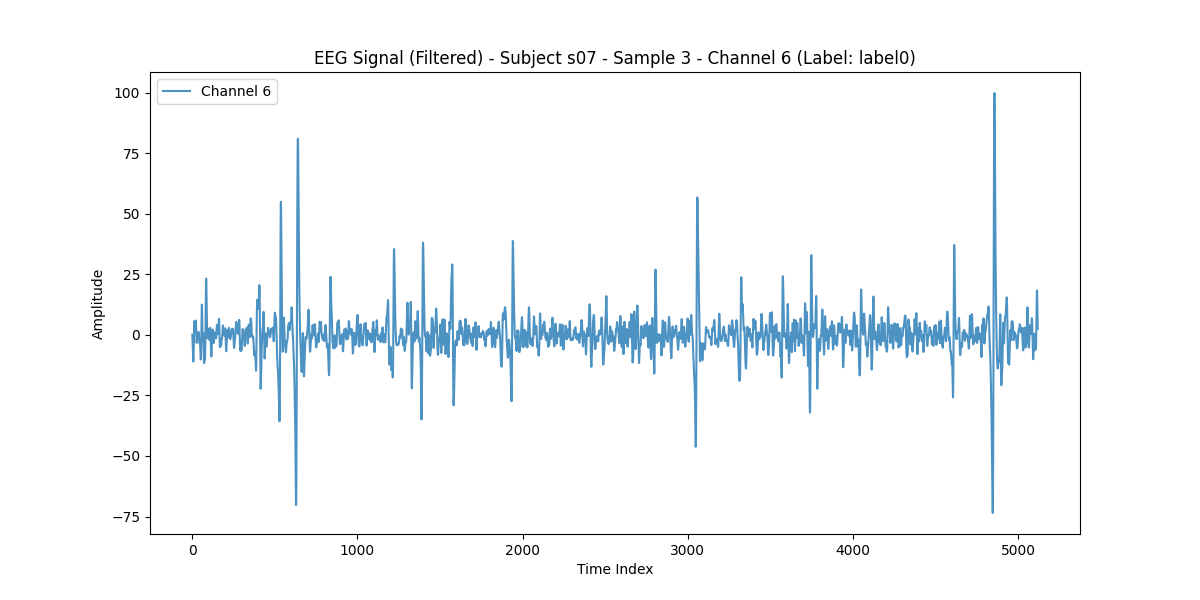 EEG Signal (Filtered) - Subject s07 - Sample 3 - Channel 6 (Label: label0)
Channel 6
100
75
50
25
0
−25
−50
−75
Amplitude
0 1000 2000 3000 4000 5000
Time Index